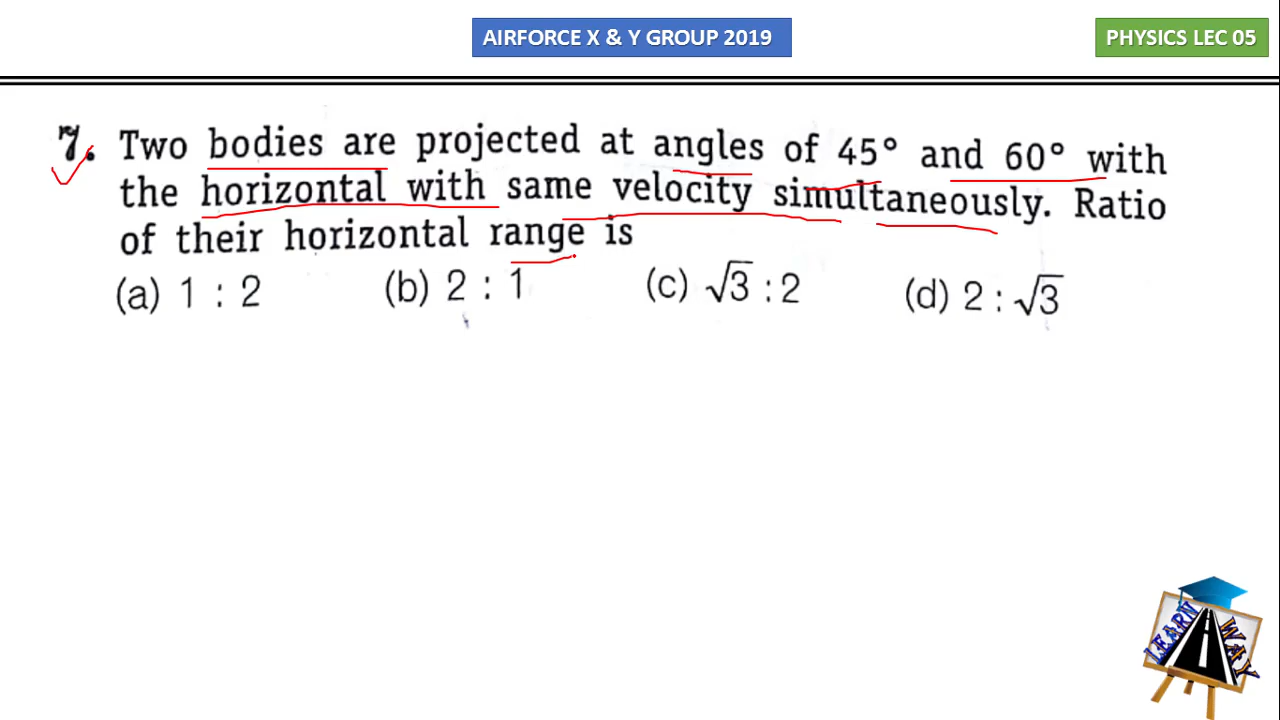 AIRFORCE X & Y GROUP 2019
PHYSICS LEC 05
7. Two bodies are projected at angles of 45° and 60° with
the horizontal with same velocity simultaneously. Ratio
of their horizontal range is
(a) 1 : 2 (b) 2 : 1 (c) √3 : 2 (d) 2 : √3
LEARN WAY